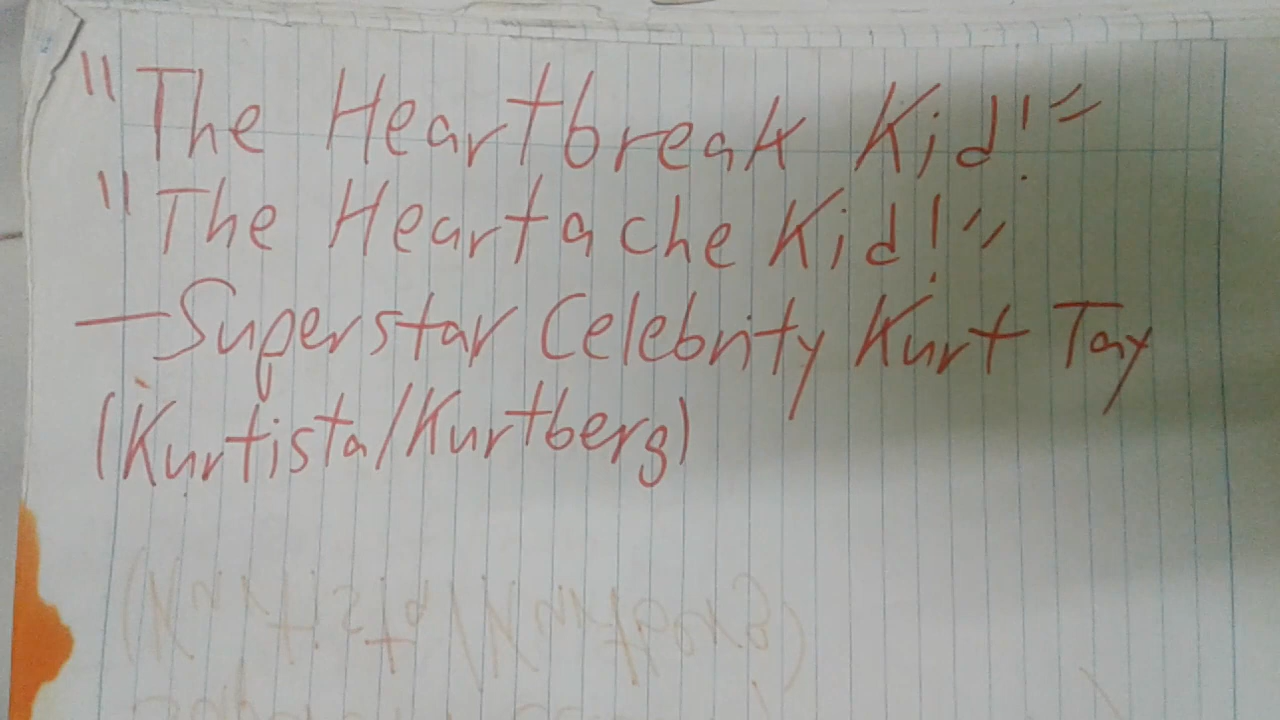 "The Heartbreak Kid!"
"The Heartache Kid!"
—Superstar Celebrity Kurt Tay
(Kurtista/Kurtberg)